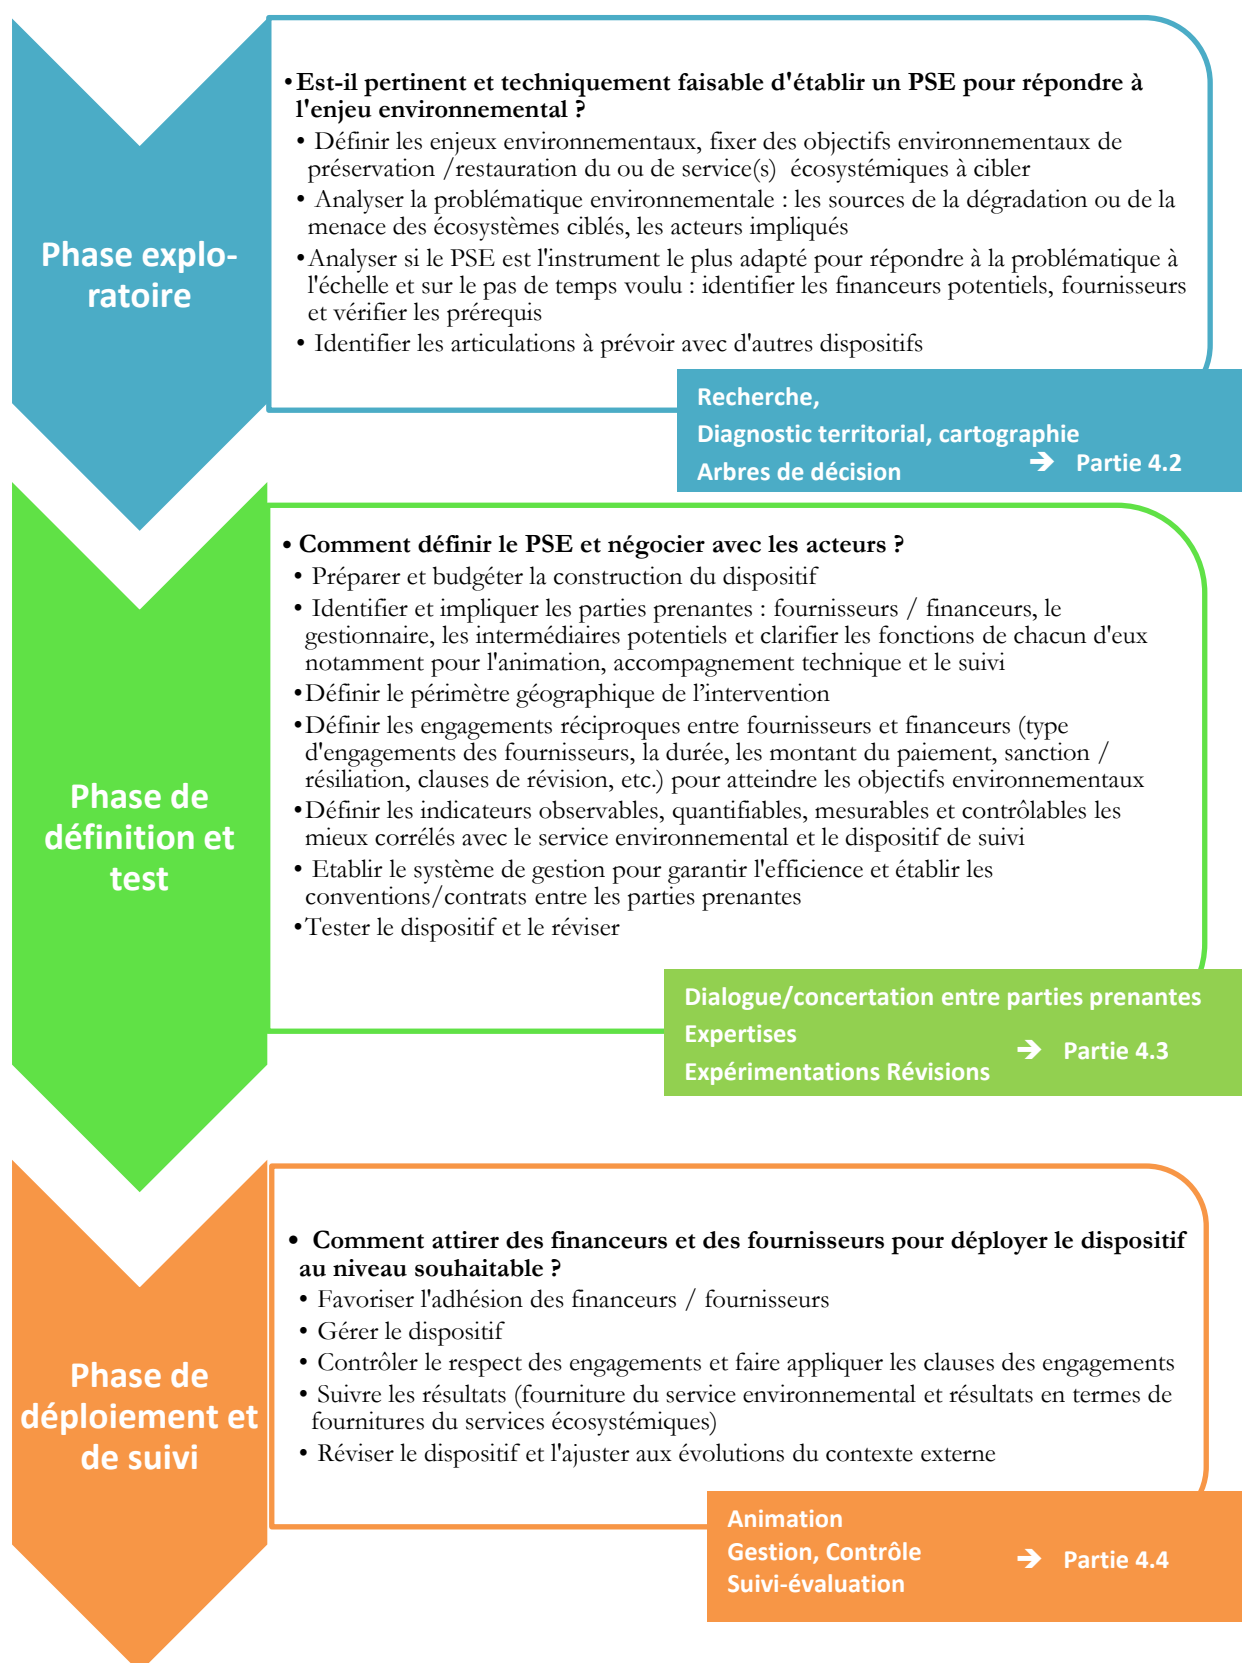 Phase explo-
ratoire
•Est-il pertinent et techniquement faisable d'établir un PSE pour répondre à
l'enjeu environnemental ?
• Définir les enjeux environnementaux, fixer des objectifs environnementaux de
préservation /restauration du ou de service(s) écosystémiques à cibler
• Analyser la problématique environnementale : les sources de la dégradation ou de la
menace des écosystèmes ciblés, les acteurs impliqués
•Analyser si le PSE est l'instrument le plus adapté pour répondre à la problématique à
l'échelle et sur le pas de temps voulu : identifier les financeurs potentiels, fournisseurs
et vérifier les prérequis
• Identifier les articulations à prévoir avec d'autres dispositifs
Recherche,
Diagnostic territorial, cartographie
Arbres de décision ➔ Partie 4.2
Phase de
définition et
test
• Comment définir le PSE et négocier avec les acteurs ?
• Préparer et budgéter la construction du dispositif
• Identifier et impliquer les parties prenantes : fournisseurs / financeurs, le
gestionnaire, les intermédiaires potentiels et clarifier les fonctions de chacun d'eux
notamment pour l'animation, accompagnement technique et le suivi
•Définir le périmètre géographique de l’intervention
•Définir les engagements réciproques entre fournisseurs et financeurs (type
d'engagements des fournisseurs, la durée, les montant du paiement, sanction /
résiliation, clauses de révision, etc.) pour atteindre les objectifs environnementaux
•Définir les indicateurs observables, quantifiables, mesurables et contrôlables les
mieux corrélés avec le service environnemental et le dispositif de suivi
• Etablir le système de gestion pour garantir l'efficience et établir les
conventions/contrats entre les parties prenantes
•Tester le dispositif et le réviser
Dialogue/concertation entre parties prenantes
Expertises
➔ Partie 4.3
Expérimentations Révisions
Phase de
déploiement et
de suivi
• Comment attirer des financeurs et des fournisseurs pour déployer le dispositif
au niveau souhaitable ?
• Favoriser l'adhésion des financeurs / fournisseurs
• Gérer le dispositif
• Contrôler le respect des engagements et faire appliquer les clauses des engagements
• Suivre les résultats (fourniture du service environnemental et résultats en termes de
fournitures du services écosystémiques)
• Réviser le dispositif et l'ajuster aux évolutions du contexte externe
Animation
Gestion, Contrôle ➔ Partie 4.4
Suivi-évaluation